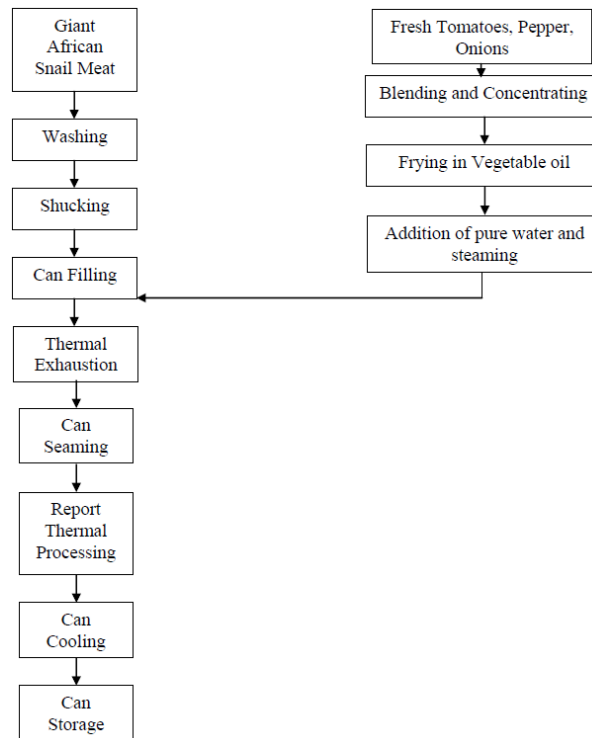 Giant
African
Snail Meat
Washing
Shucking
Can Filling
Thermal
Exhaustion
Can
Seaming
Report
Thermal
Processing
Can
Cooling
Can
Storage
Fresh Tomatoes, Pepper,
Onions
Blending and Concentrating
Frying in Vegetable oil
Addition of pure water and
steaming